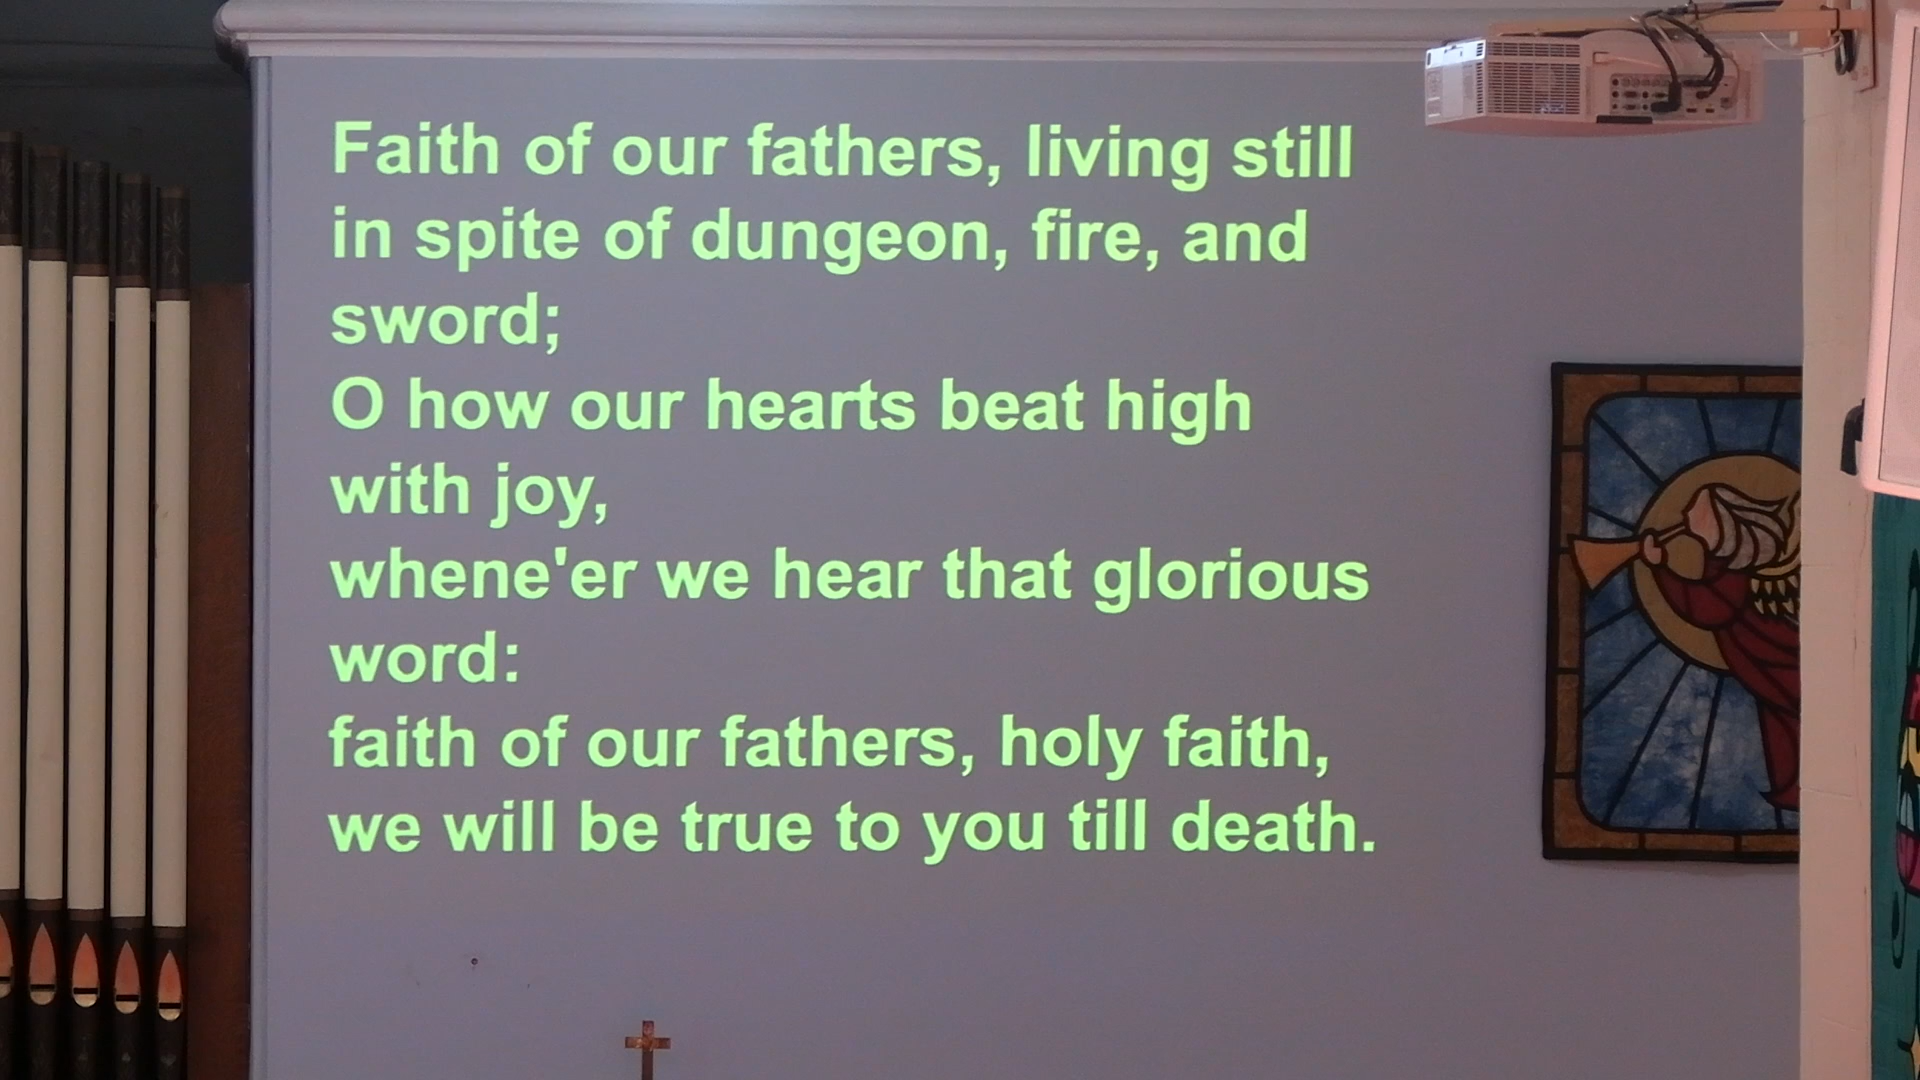 Faith of our fathers, living still
in spite of dungeon, fire, and
sword;
O how our hearts beat high
with joy,
whene'er we hear that glorious
word:
faith of our fathers, holy faith,
we will be true to you till death.